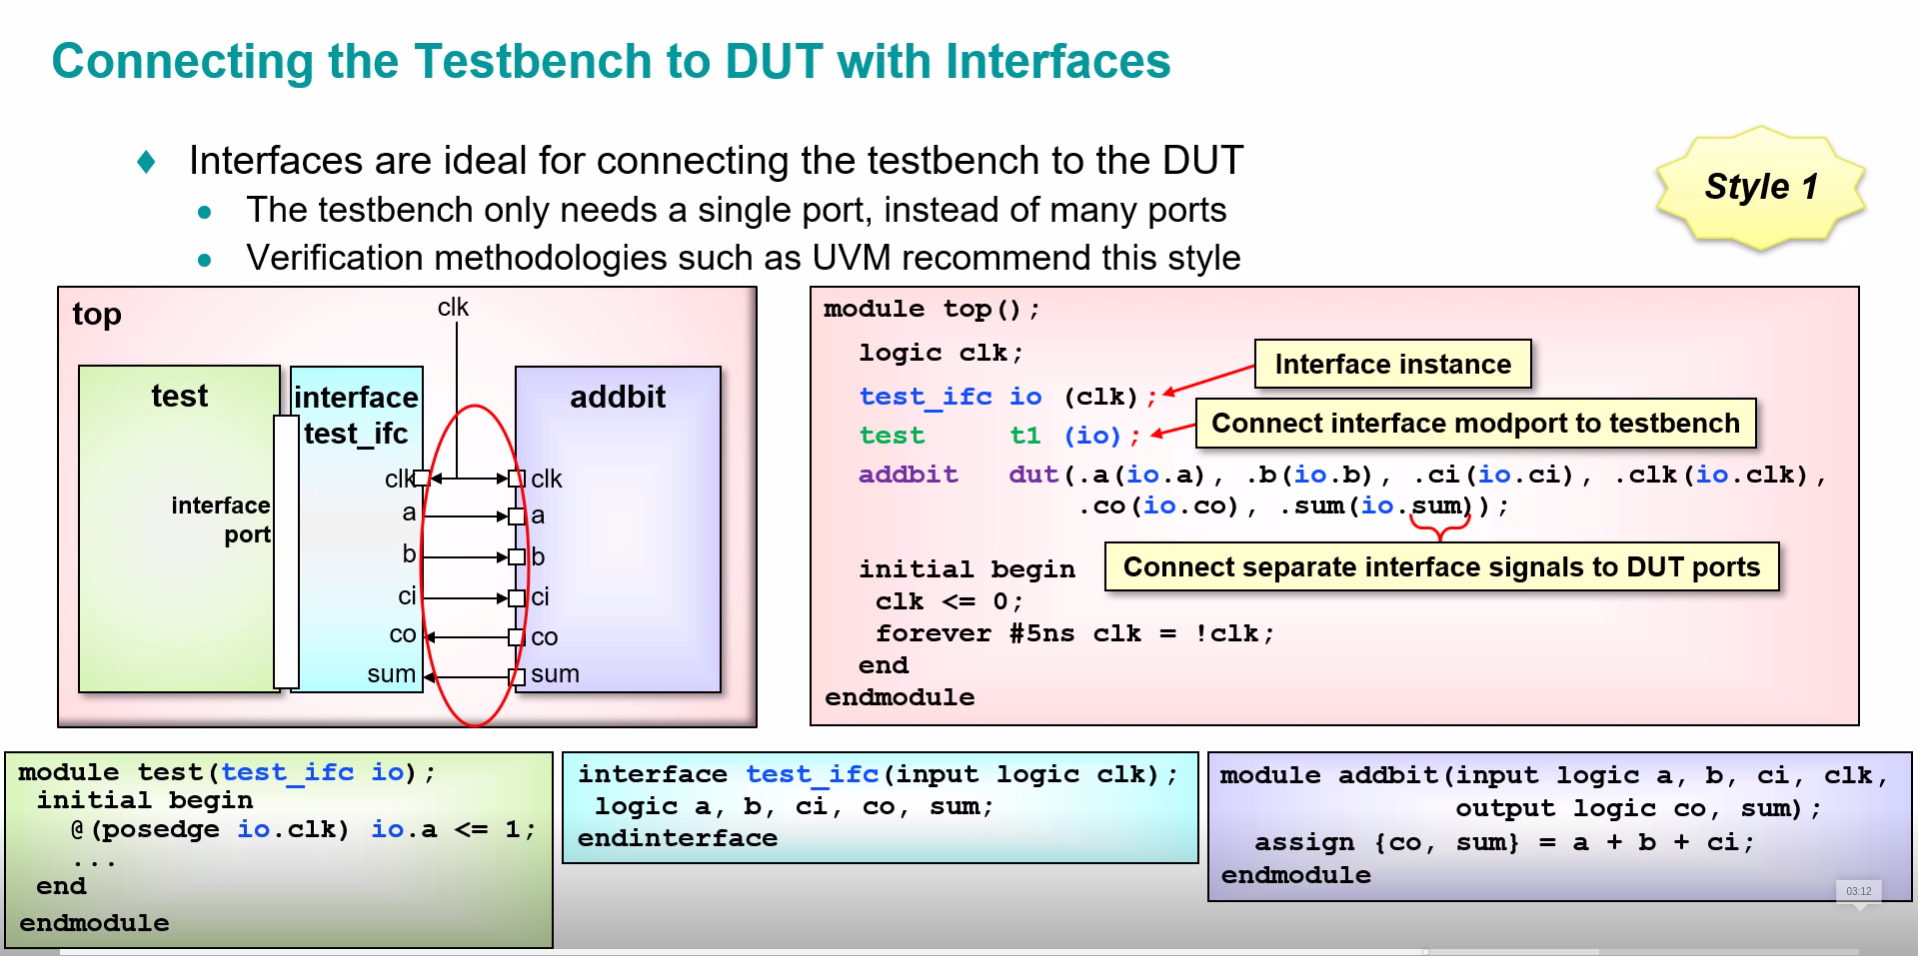 Connecting the Testbench to DUT with Interfaces
Interfaces are ideal for connecting the testbench to the DUT
The testbench only needs a single port, instead of many ports
Verification methodologies such as UVM recommend this style
Style 1
top
clk
test
interface
test_ifc
addbit
interface
port
clk
a
b
ci
co
sum
clk
a
b
ci
co
sum
module top();
logic clk;
test_ifc io (clk);
test t1 (io);
addbit dut(.a(io.a), .b(io.b), .ci(io.ci), .clk(io.clk),
.co(io.co), .sum(io.sum));
initial begin
clk <= 0;
forever #5ns clk = !clk;
end
endmodule
Interface instance
Connect interface modport to testbench
Connect separate interface signals to DUT ports
module test(test_ifc io);
initial begin
@(posedge io.clk) io.a <= 1;
...
end
endmodule
interface test_ifc(input logic clk);
logic a, b, ci, co, sum;
endinterface
module addbit(input logic a, b, ci, clk,
output logic co, sum);
assign {co, sum} = a + b + ci;
endmodule
03:12